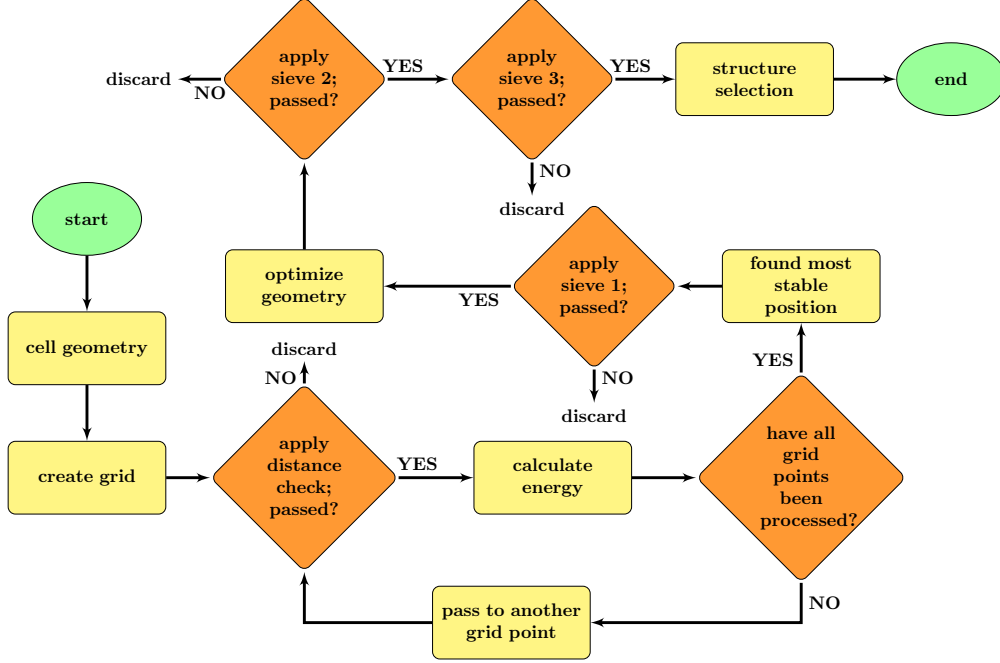 apply
sieve 2;
passed?
YES
apply
sieve 3;
passed?
YES
structure
selection
end
discard
NO
NO
discard
start
optimize
geometry
YES
apply
sieve 1;
passed?
found most
stable
position
cell geometry
discard
NO
NO
discard
YES
create grid
apply
distance
check;
passed?
YES
calculate
energy
have all
grid
points
been
processed?
NO
pass to another
grid point